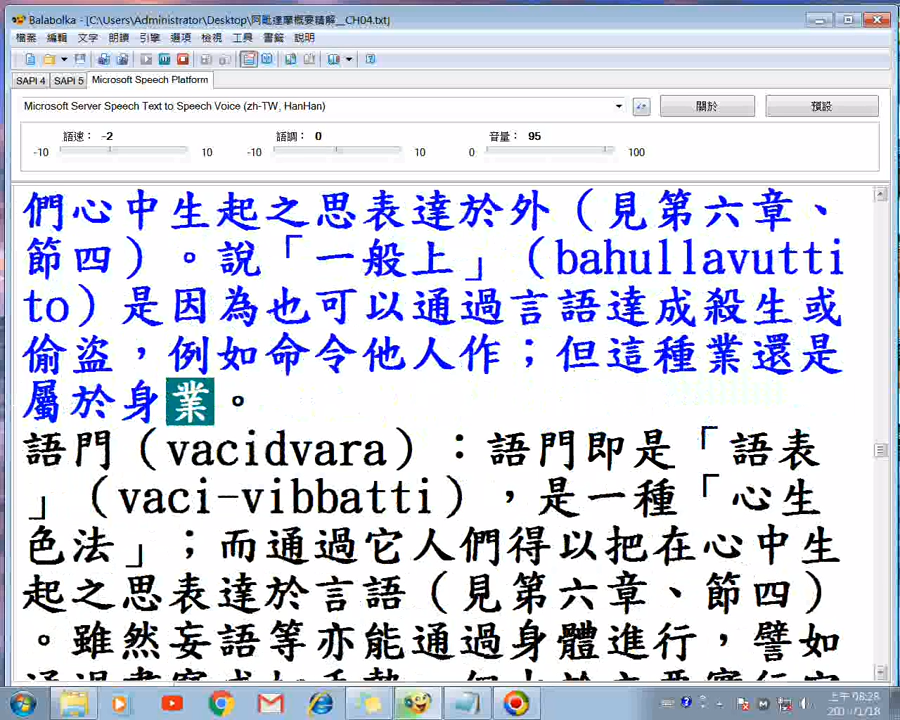 Balabolka - [C:\Users\Administrator\Desktop\阿毗達摩概要精解__CH04.txt]
檔案 編輯 文字 朗讀 引擎 選項 檢視 工具 書籤 說明
SAPI 4 SAPI 5 Microsoft Speech Platform
Microsoft Server Speech Text to Speech Voice (zh-TW, HanHan) 關於 預設
語速： -2 語調： 0 音量： 95
-10 10 -10 10 0 100
們心中生起之思表達於外（見第六章、
節四）。說「一般上」（bahullavutti
to）是因為也可以通過言語達成殺生或
偷盜，例如命令他人作；但這種業還是
屬於身業。
語門（vacidvara）：語門即是「語表
」（vaci-vibbatti），是一種「心生
色法」；而通過它人們得以把在心中生
起之思表達於言語（見第六章、節四）
。雖然妄語等亦能通過身體進行，譬如
上午 08:28